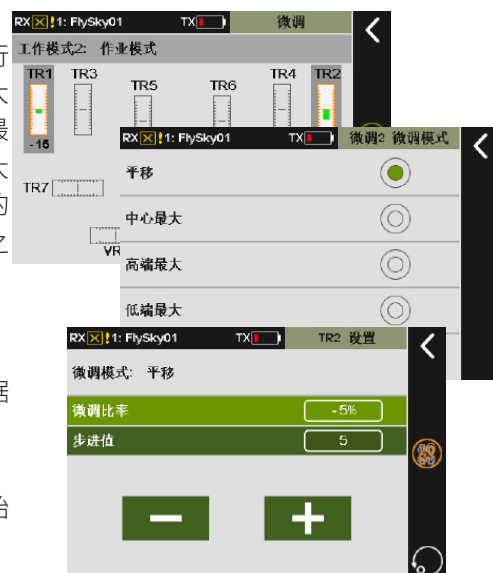 RX !1: FlySky01 TX 微调
工作模式2: 作业模式
TR1 TR3 TR5 TR6 TR4 TR2
-15
TR7
VR
RX !1: FlySky01 TX 微调2 微调模式
平移
中心最大
高端最大
低端最大
RX !1: FlySky01 TX TR2 设置
微调模式: 平移
微调比率 -5%
步进值 5
行
大
最
大
的
之
据
始